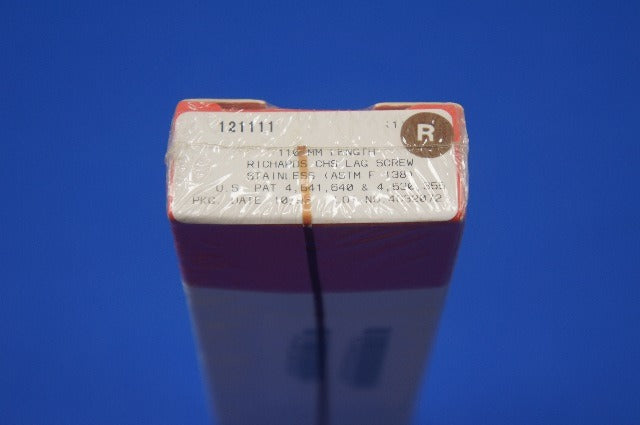 121111
R
110 MM LENGTH
RICHARDS CHS LAG SCREW
STAINLESS (ASTM F 138)
U.S. PAT 4,641,640 & 4,530,355
PKG. DATE NO.